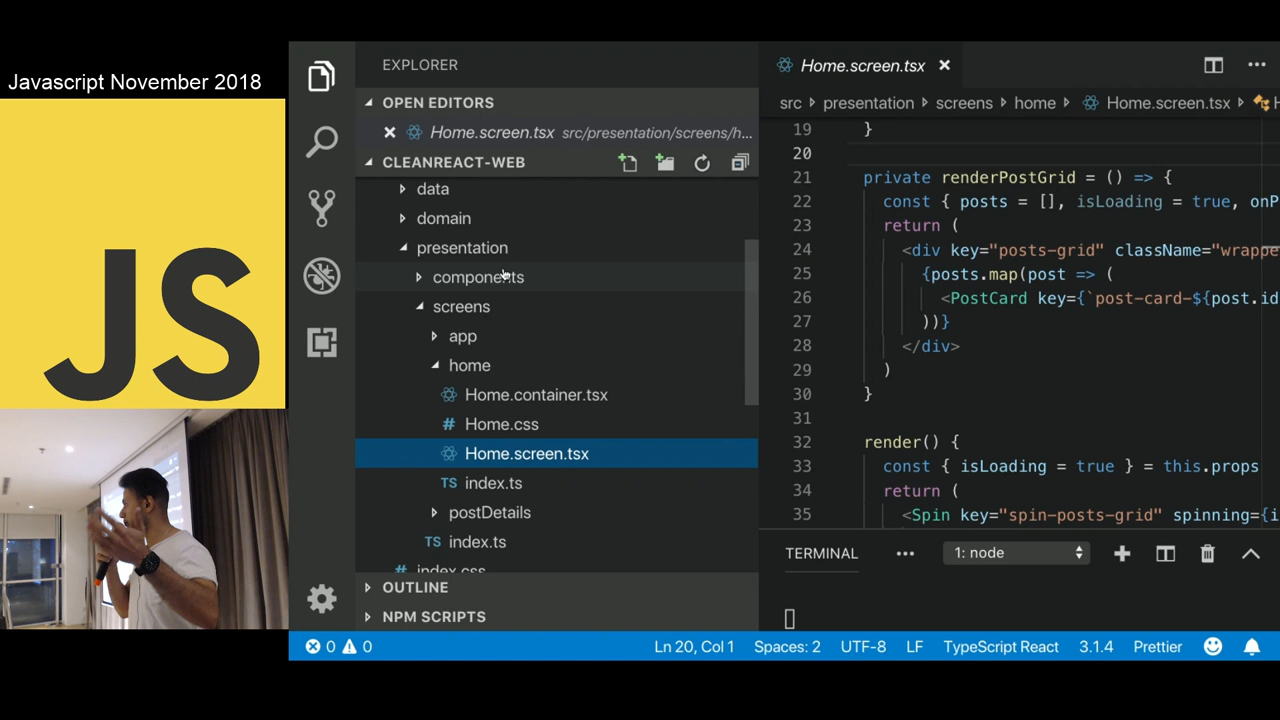 Javascript November 2018
JS
EXPLORER
OPEN EDITORS
Home.screen.tsx src/presentation/screens/h...
CLEANREACT-WEB
data
domain
presentation
components
screens
app
home
Home.container.tsx
# Home.css
Home.screen.tsx
TS index.ts
postDetails
TS index.ts
index.css
OUTLINE
NPM SCRIPTS
Home.screen.tsx
src presentation screens home Home.screen.tsx
19 }
20
21 private renderPostGrid = () => {
22 const { posts = [], isLoading = true, onP
23 return (
24 <div key="posts-grid" className="wrappe
25 {posts.map(post => (
26 <PostCard key={`post-card-${post.id
27 ))}
28 </div>
29 )
30 }
31
32 render() {
33 const { isLoading = true } = this.props
34 return (
35 <Spin key="spin-posts-grid" spinning={i
TERMINAL ... 1: node
0 0 Ln 20, Col 1 Spaces: 2 UTF-8 LF TypeScript React 3.1.4 Prettier